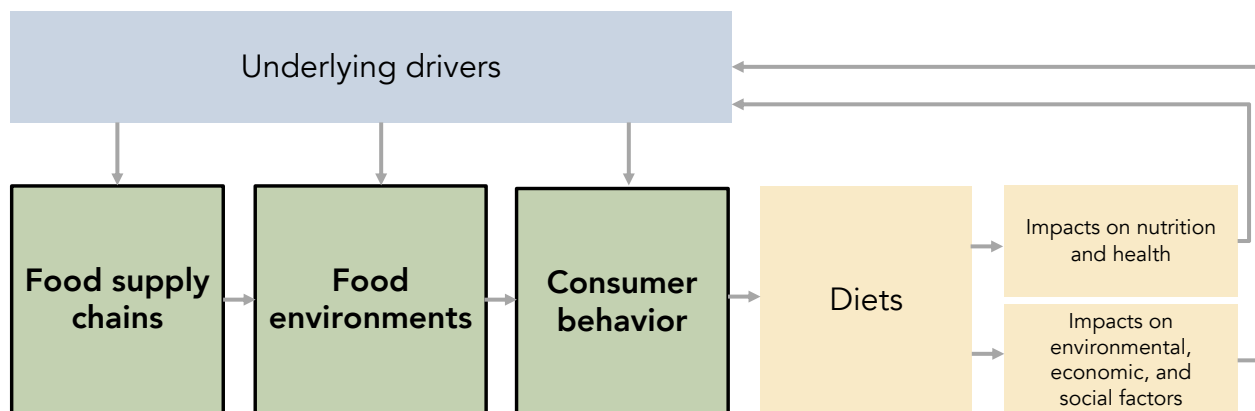 Underlying drivers
Food supply
chains
Food
environments
Consumer
behavior
Diets
Impacts on nutrition
and health
Impacts on
environmental,
economic, and
social factors